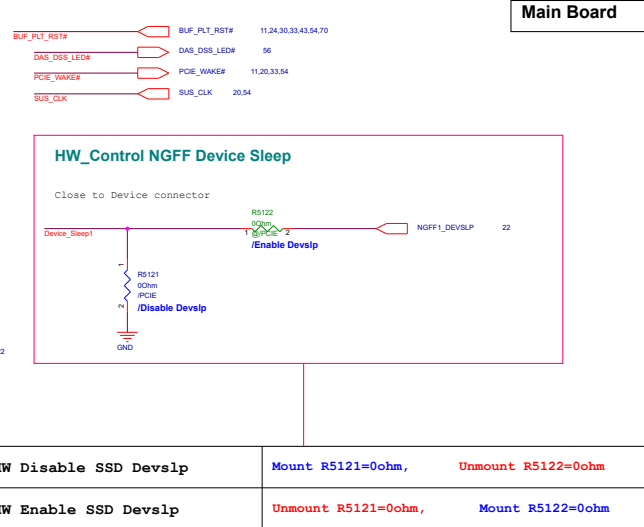 Main Board
BUF_PLT_RST# BUF_PLT_RST# 11,24,30,33,43,54,70
DAS_DSS_LED# DAS_DSS_LED# 56
PCIE_WAKE# PCIE_WAKE# 11,20,33,54
SUS_CLK SUS_CLK 20,54
HW_Control NGFF Device Sleep
Close to Device connector
R5122
0Ohm
Device_Sleep1 1 @/PCIE 2 NGFF1_DEVSLP 22
/Enable Devslp
1
R5121
0Ohm
/PCIE
2 /Disable Devslp
GND
HW Disable SSD Devslp Mount R5121=0ohm, Unmount R5122=0ohm
HW Enable SSD Devslp Unmount R5121=0ohm, Mount R5122=0ohm